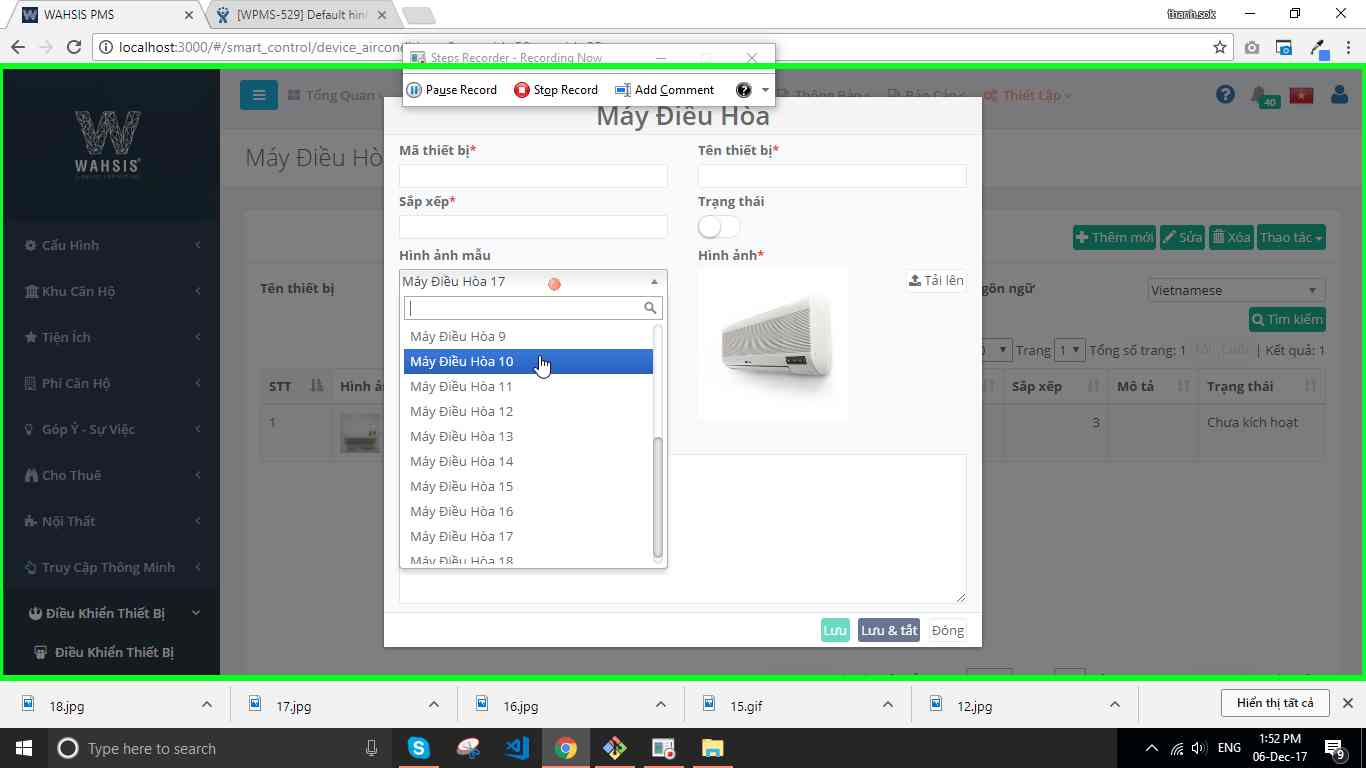 WAHSIS PMS
[WPMS-529] Default hìnl
thanh.sok
localhost:3000/#/smart_control/device_aircondi
Steps Recorder - Recording Now
Pause Record
Stop Record
Add Comment
Tổng Quan
Thông Báo
Báo Cáo
Thiết Lập
40
WAHSIS
Máy Điều Hò
Máy Điều Hòa
Mã thiết bị*
Tên thiết bị*
Sắp xếp*
Trạng thái
Hình ảnh mẫu
Hình ảnh*
Máy Điều Hòa 17
Tải lên
Máy Điều Hòa 9
Máy Điều Hòa 10
Máy Điều Hòa 11
Máy Điều Hòa 12
Máy Điều Hòa 13
Máy Điều Hòa 14
Máy Điều Hòa 15
Máy Điều Hòa 16
Máy Điều Hòa 17
Máy Điều Hòa 18
Lưu
Lưu & tắt
Đóng
Cấu Hình
Khu Căn Hộ
Tiện Ích
Phí Căn Hộ
Góp Ý - Sự Việc
Cho Thuê
Nội Thất
Truy Cập Thông Minh
Điều Khiển Thiết Bị
Điều Khiển Thiết Bị
Thêm mới
Sửa
Xóa
Thao tác
Tên thiết bị
gôn ngữ
Vietnamese
Tìm kiếm
0 Trang 1 Tổng số trang: 1 | Kết quả: 1
STT
Hình ả
Sắp xếp
Mô tả
Trạng thái
1
3
Chưa kích hoạt
18.jpg
17.jpg
16.jpg
15.gif
12.jpg
Hiển thị tất cả
Type here to search
ENG
1:52 PM
06-Dec-17
9